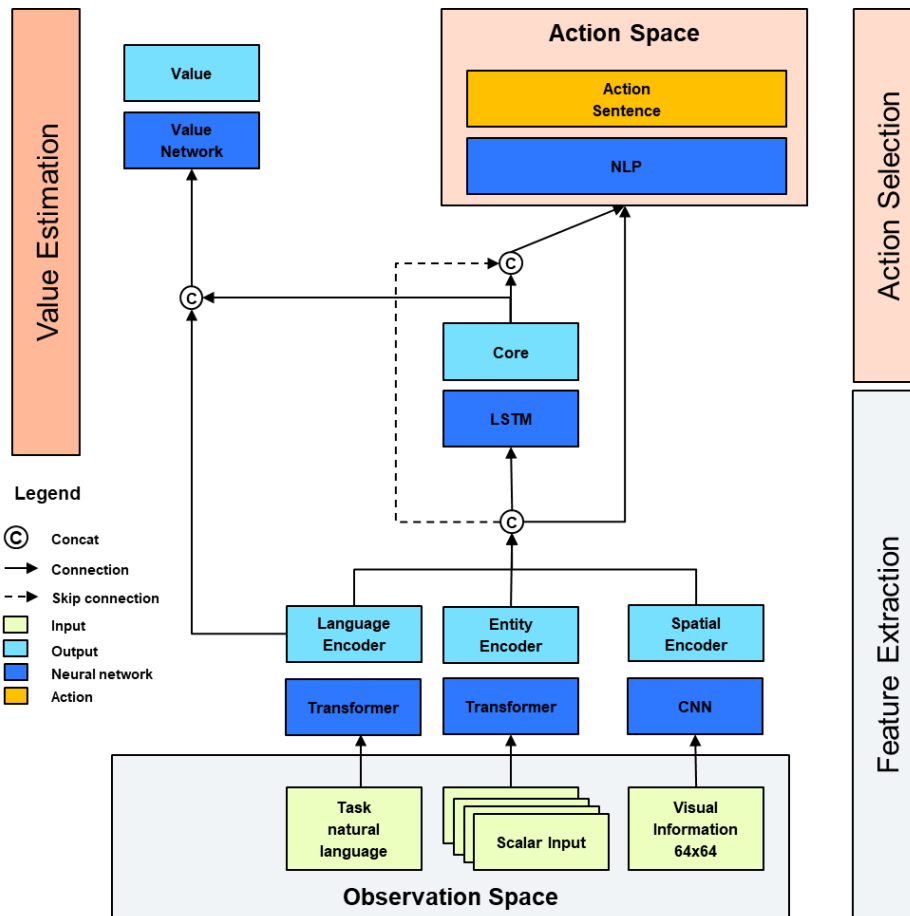 Value Estimation
Value
Value
Network
Action Space
Action
Sentence
NLP
Action Selection
C
C
Core
LSTM
C
Legend
C Concat
Connection
Skip connection
Input
Output
Neural network
Action
Language
Encoder
Entity
Encoder
Spatial
Encoder
Transformer
Transformer
CNN
Feature Extraction
Task
natural
language
Scalar Input
Visual
Information
64x64
Observation Space